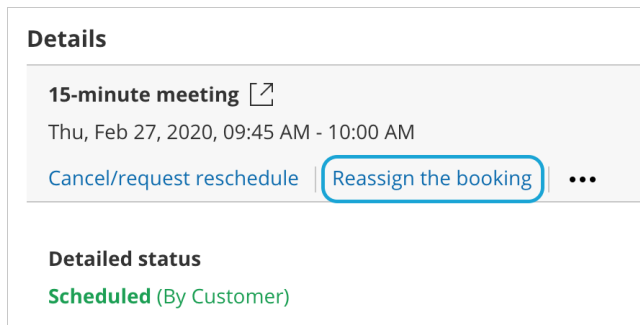 Details
15-minute meeting
Thu, Feb 27, 2020, 09:45 AM - 10:00 AM
Cancel/request reschedule | Reassign the booking | •••
Detailed status
Scheduled (By Customer)